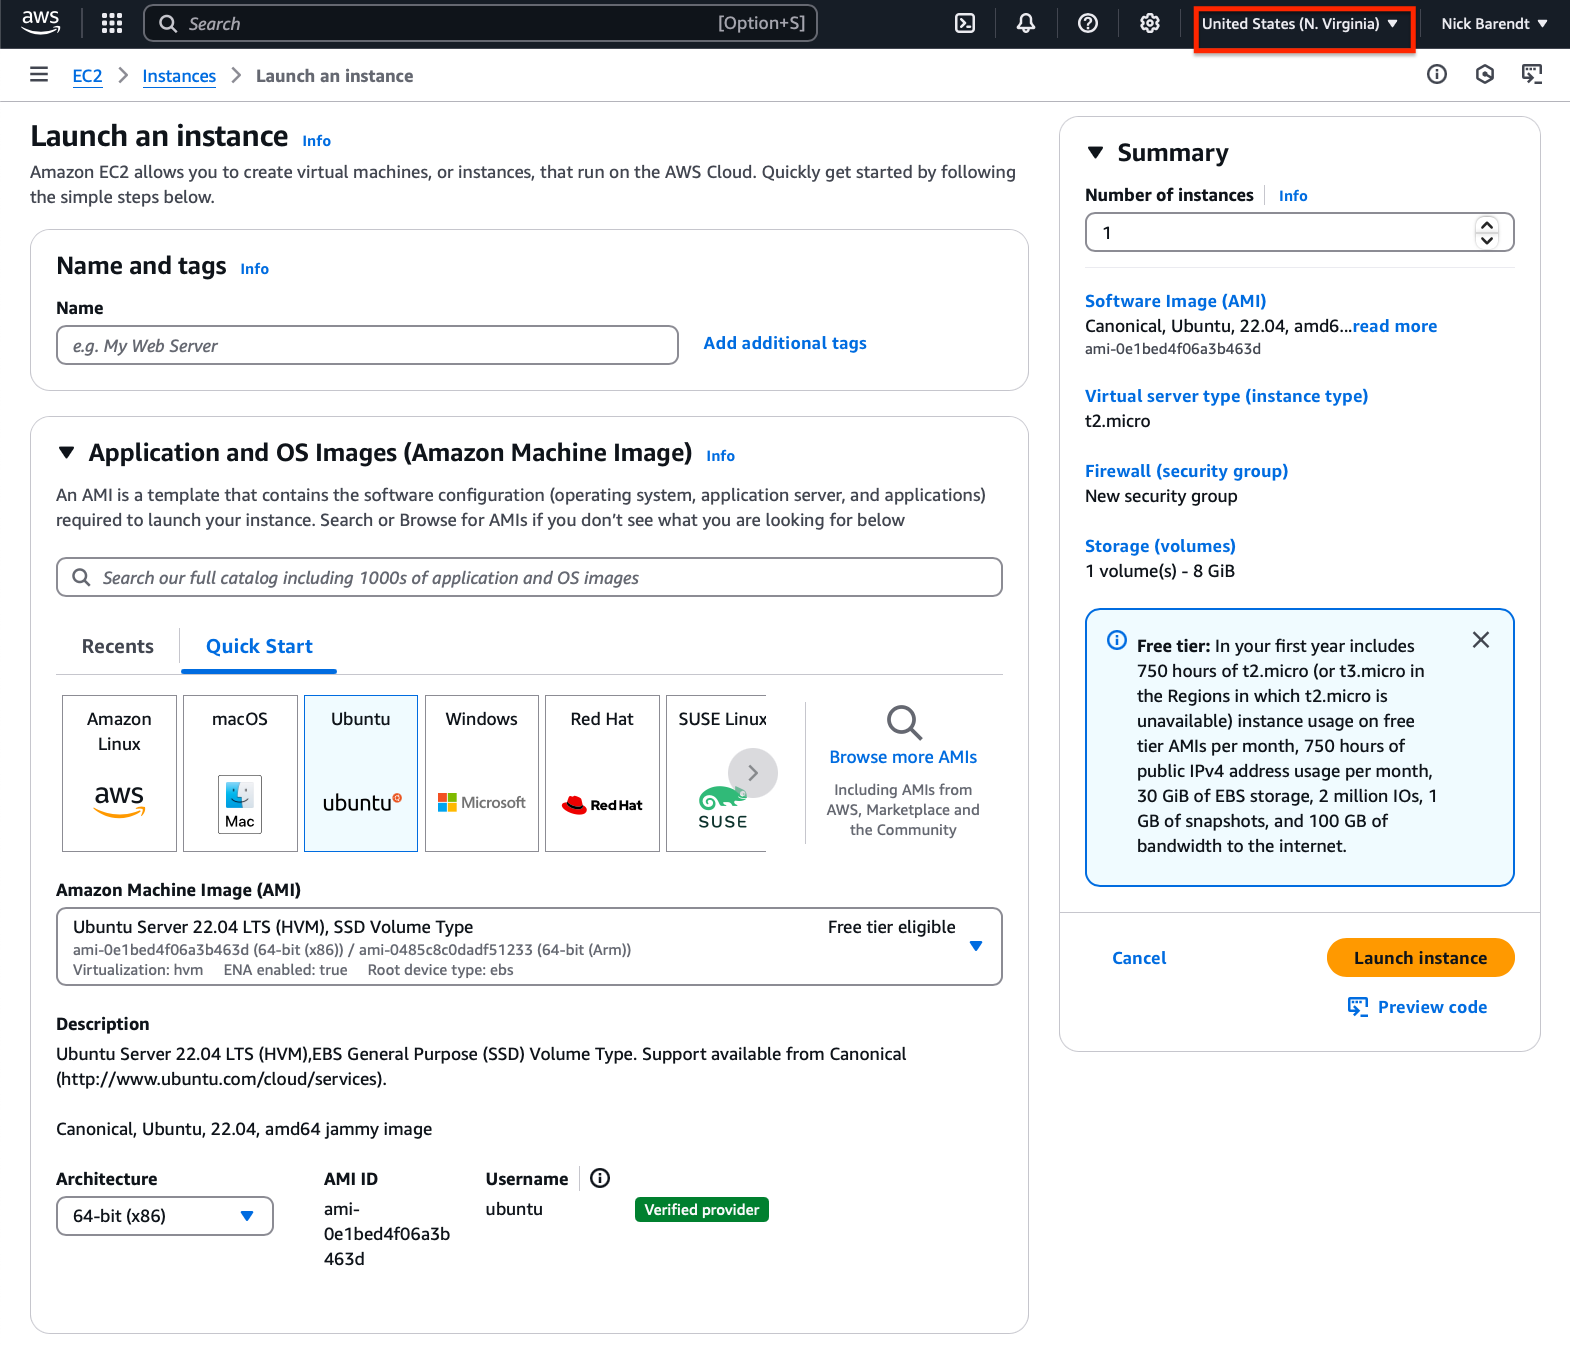 aws
Search [Option+S]
United States (N. Virginia)
Nick Barendt
EC2 > Instances > Launch an instance
Launch an instance Info
Amazon EC2 allows you to create virtual machines, or instances, that run on the AWS Cloud. Quickly get started by following
the simple steps below.
Name and tags Info
Name
e.g. My Web Server
Add additional tags
Application and OS Images (Amazon Machine Image) Info
An AMI is a template that contains the software configuration (operating system, application server, and applications)
required to launch your instance. Search or Browse for AMIs if you don’t see what you are looking for below
Search our full catalog including 1000s of application and OS images
Recents
Quick Start
Amazon
Linux
aws
macOS
Mac
Ubuntu
ubuntu
Windows
Microsoft
Red Hat
RedHat
SUSE Linux
SUSE
Browse more AMIs
Including AMIs from
AWS, Marketplace and
the Community
Amazon Machine Image (AMI)
Ubuntu Server 22.04 LTS (HVM), SSD Volume Type
Free tier eligible
ami-0e1bed4f06a3b463d (64-bit (x86)) / ami-0485c8c0dadf51233 (64-bit (Arm))
Virtualization: hvm ENA enabled: true Root device type: ebs
Description
Ubuntu Server 22.04 LTS (HVM),EBS General Purpose (SSD) Volume Type. Support available from Canonical
(http://www.ubuntu.com/cloud/services).
Canonical, Ubuntu, 22.04, amd64 jammy image
Architecture
64-bit (x86)
AMI ID
ami-
0e1bed4f06a3b
463d
Username
ubuntu
Verified provider
Summary
Number of instances Info
1
Software Image (AMI)
Canonical, Ubuntu, 22.04, amd6...read more
ami-0e1bed4f06a3b463d
Virtual server type (instance type)
t2.micro
Firewall (security group)
New security group
Storage (volumes)
1 volume(s) - 8 GiB
Free tier: In your first year includes
750 hours of t2.micro (or t3.micro in
the Regions in which t2.micro is
unavailable) instance usage on free
tier AMIs per month, 750 hours of
public IPv4 address usage per month,
30 GiB of EBS storage, 2 million IOs, 1
GB of snapshots, and 100 GB of
bandwidth to the internet.
Cancel
Launch instance
Preview code